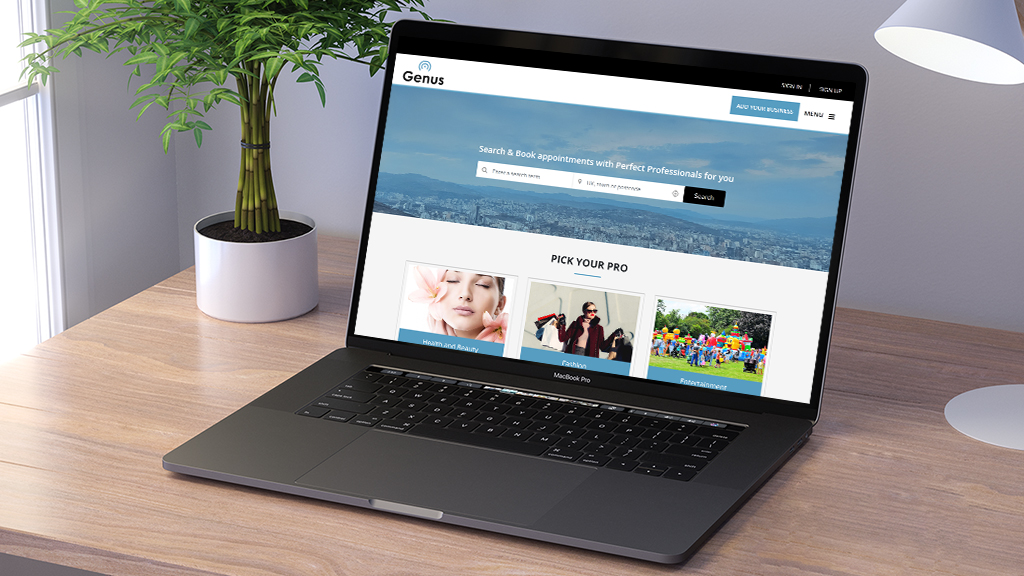 Genus
SIGN IN | SIGN UP
ADD YOUR BUSINESS MENU
Search & Book appointments with Perfect Professionals for you
Enter a search term UK, town or postcode Search
PICK YOUR PRO
Health and Beauty
Fashion
Entertainment
MacBook Pro